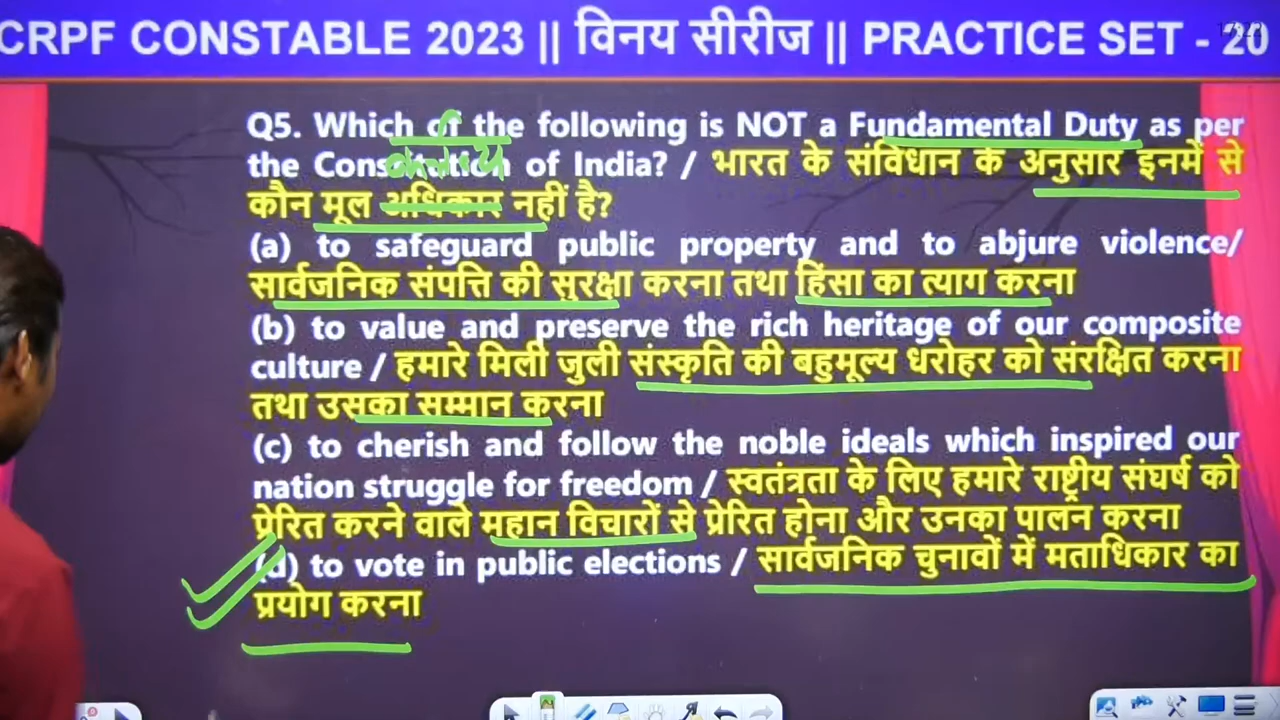 CRPF CONSTABLE 2023 || विनय सीरीज || PRACTICE SET - 20
17:22
Q5. Which of the following is NOT a Fundamental Duty as per
कर्तव्य
the Constitution of India? / भारत के संविधान के अनुसार इनमें से
कौन मूल अधिकार नहीं है?
(a) to safeguard public property and to abjure violence/
सार्वजनिक संपत्ति की सुरक्षा करना तथा हिंसा का त्याग करना
(b) to value and preserve the rich heritage of our composite
culture / हमारे मिली जुली संस्कृति की बहुमूल्य धरोहर को संरक्षित करना
तथा उसका सम्मान करना
(c) to cherish and follow the noble ideals which inspired our
nation struggle for freedom / स्वतंत्रता के लिए हमारे राष्ट्रीय संघर्ष को
प्रेरित करने वाले महान विचारों से प्रेरित होना और उनका पालन करना
(d) to vote in public elections / सार्वजनिक चुनावों में मताधिकार का
प्रयोग करना